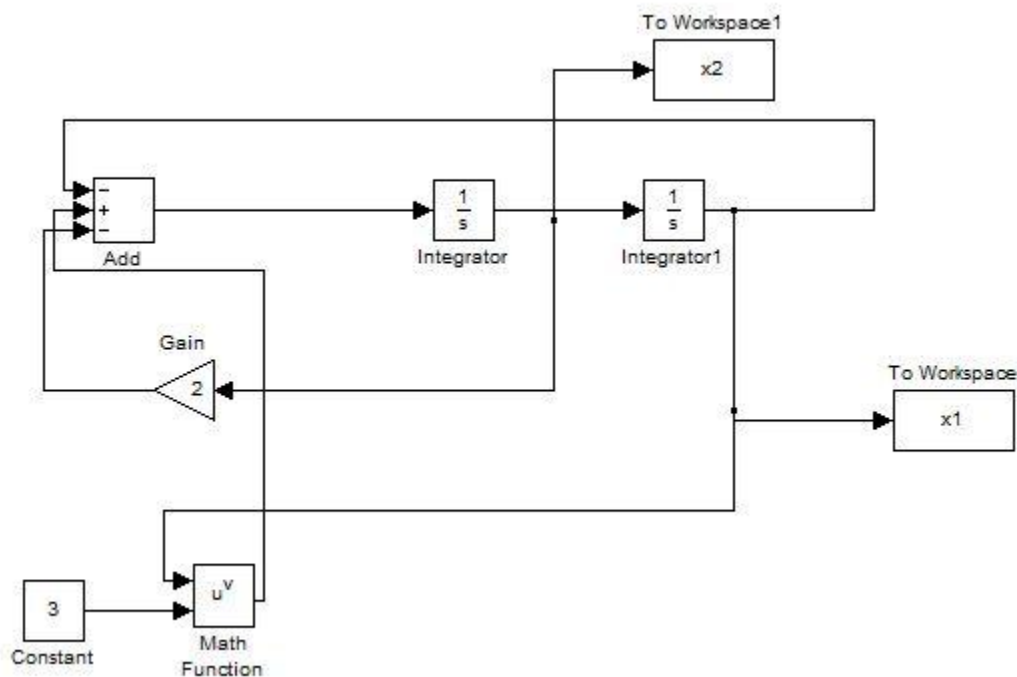 To Workspace1
x2
−
+
−
Add
1
s
Integrator
1
s
Integrator1
Gain
2
To Workspace
x1
3
Constant
u^v
Math
Function